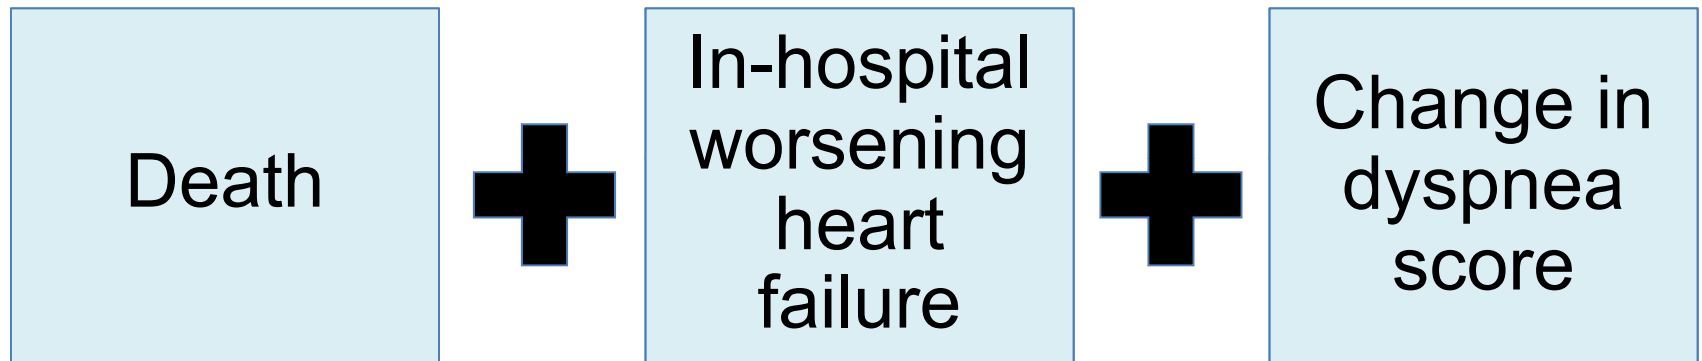 Death
In-hospital
worsening
heart
failure
Change in
dyspnea
score